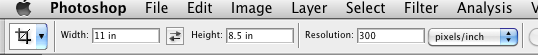 Photoshop File Edit Image Layer Select Filter Analysis
Width: 11 in Height: 8.5 in Resolution: 300 pixels/inch